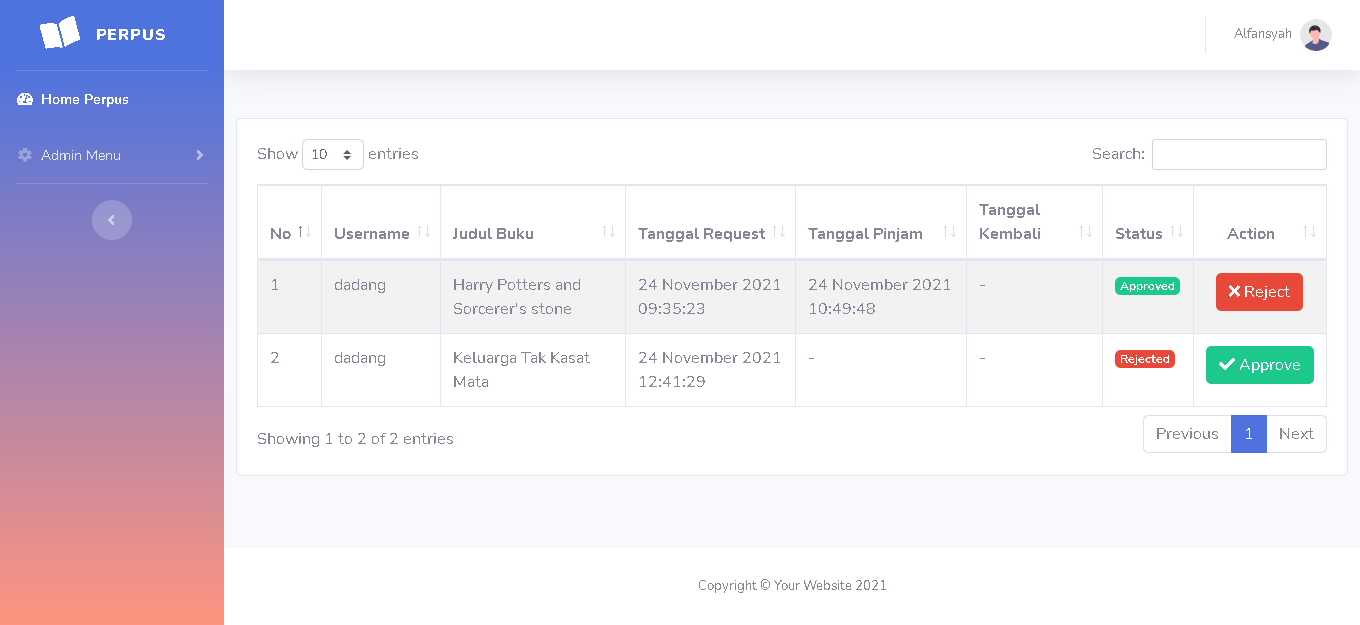 PERPUS
Alfansyah
Home Perpus
Admin Menu
Show 10 entries
Search:
No Username Judul Buku Tanggal Request Tanggal Pinjam Tanggal Kembali Status Action
1 dadang Harry Potters and Sorcerer's stone 24 November 2021 09:35:23 24 November 2021 10:49:48 - Approved Reject
2 dadang Keluarga Tak Kasat Mata 24 November 2021 12:41:29 - - Rejected Approve
Showing 1 to 2 of 2 entries
Previous 1 Next
Copyright © Your Website 2021